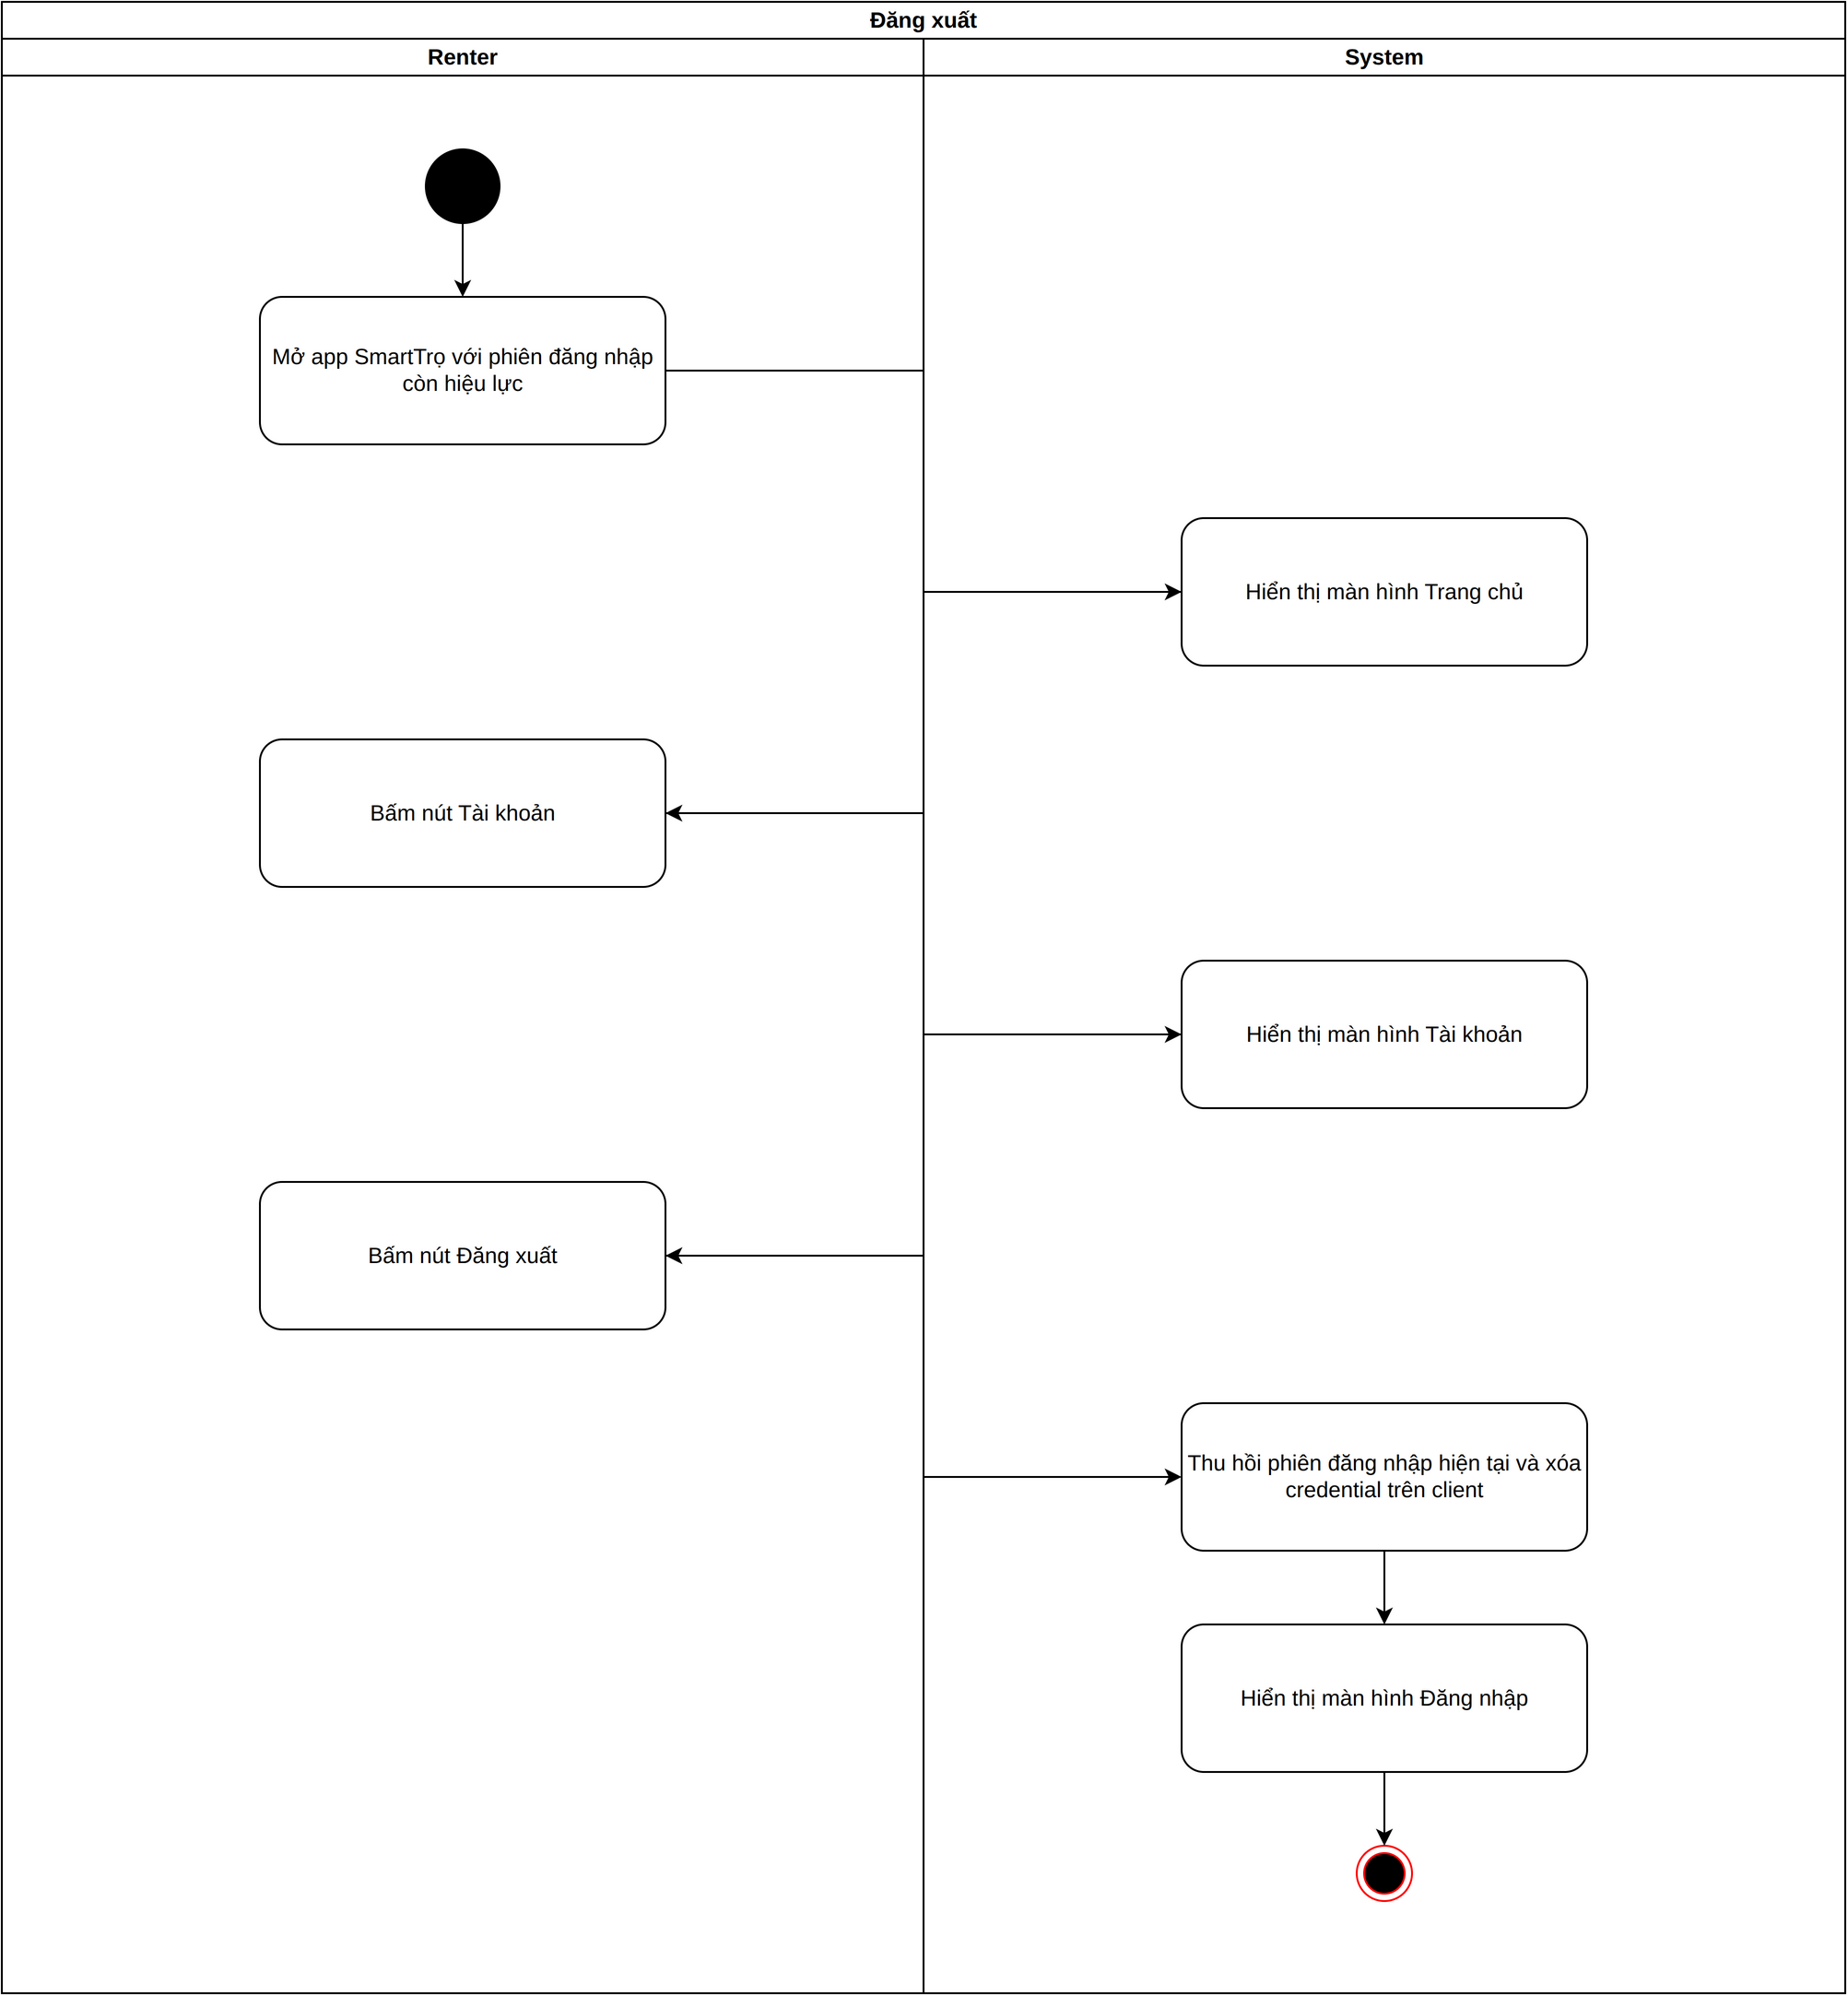 Đăng xuất
Renter
System
Mở app SmartTrọ với phiên đăng nhập
còn hiệu lực
Hiển thị màn hình Trang chủ
Bấm nút Tài khoản
Hiển thị màn hình Tài khoản
Bấm nút Đăng xuất
Thu hồi phiên đăng nhập hiện tại và xóa
credential trên client
Hiển thị màn hình Đăng nhập